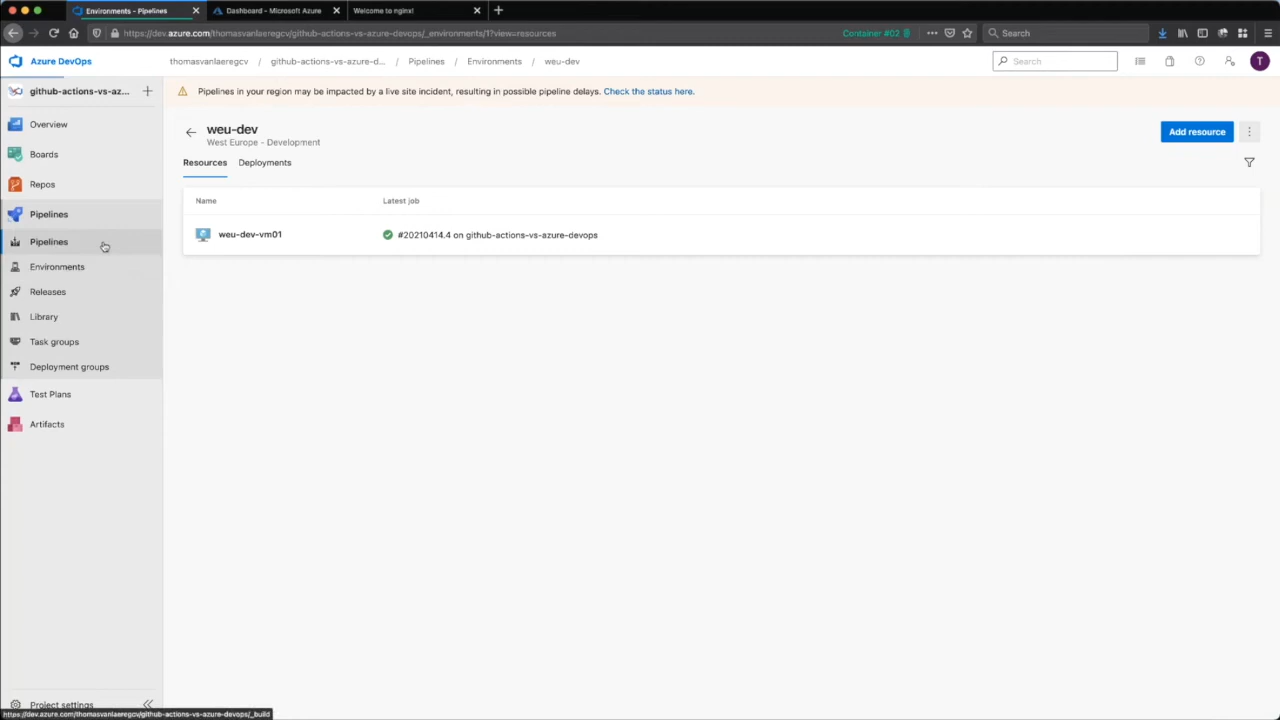 Environments - Pipelines
Dashboard - Microsoft Azure
Welcome to nginx!
https://dev.azure.com/thomasvanlaeregcv/github-actions-vs-azure-devops/_environments/1?view=resources
Container #02
Search
Azure DevOps
thomasvanlaeregcv / github-actions-vs-azure-d... / Pipelines / Environments / weu-dev
Search
T
github-actions-vs-az...
Pipelines in your region may be impacted by a live site incident, resulting in possible pipeline delays. Check the status here.
Overview
Boards
Repos
Pipelines
Pipelines
Environments
Releases
Library
Task groups
Deployment groups
Test Plans
Artifacts
weu-dev
West Europe - Development
Add resource
Resources
Deployments
Name
Latest job
weu-dev-vm01
#20210414.4 on github-actions-vs-azure-devops
Project settings
https://dev.azure.com/thomasvanlaeregcv/github-actions-vs-azure-devops/_build